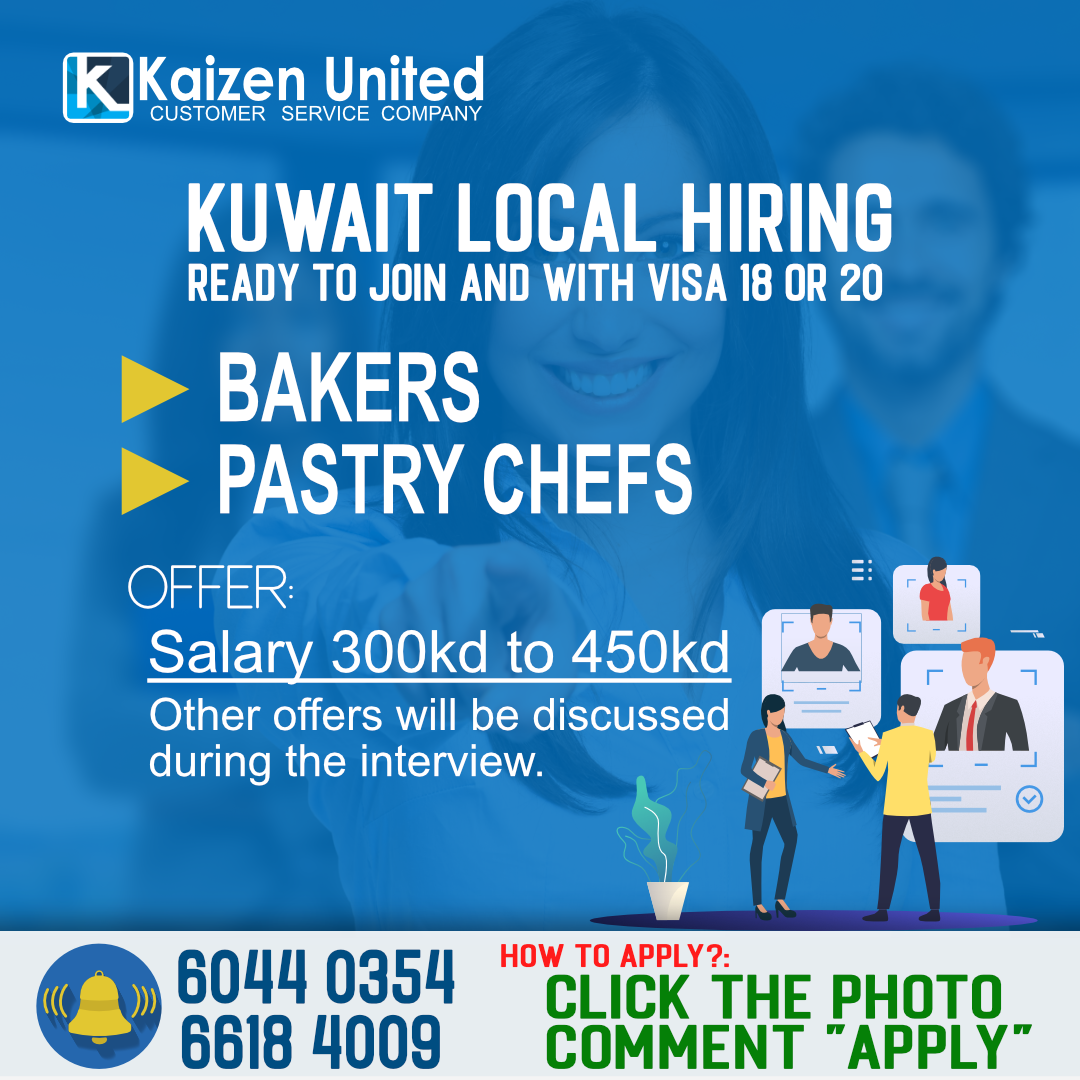 K Kaizen United
CUSTOMER SERVICE COMPANY
KUWAIT LOCAL HIRING
READY TO JOIN AND WITH VISA 18 OR 20
BAKERS
PASTRY CHEFS
OFFER:
Salary 300kd to 450kd
Other offers will be discussed
during the interview.
6044 0354
6618 4009
HOW TO APPLY?:
CLICK THE PHOTO
COMMENT "APPLY"